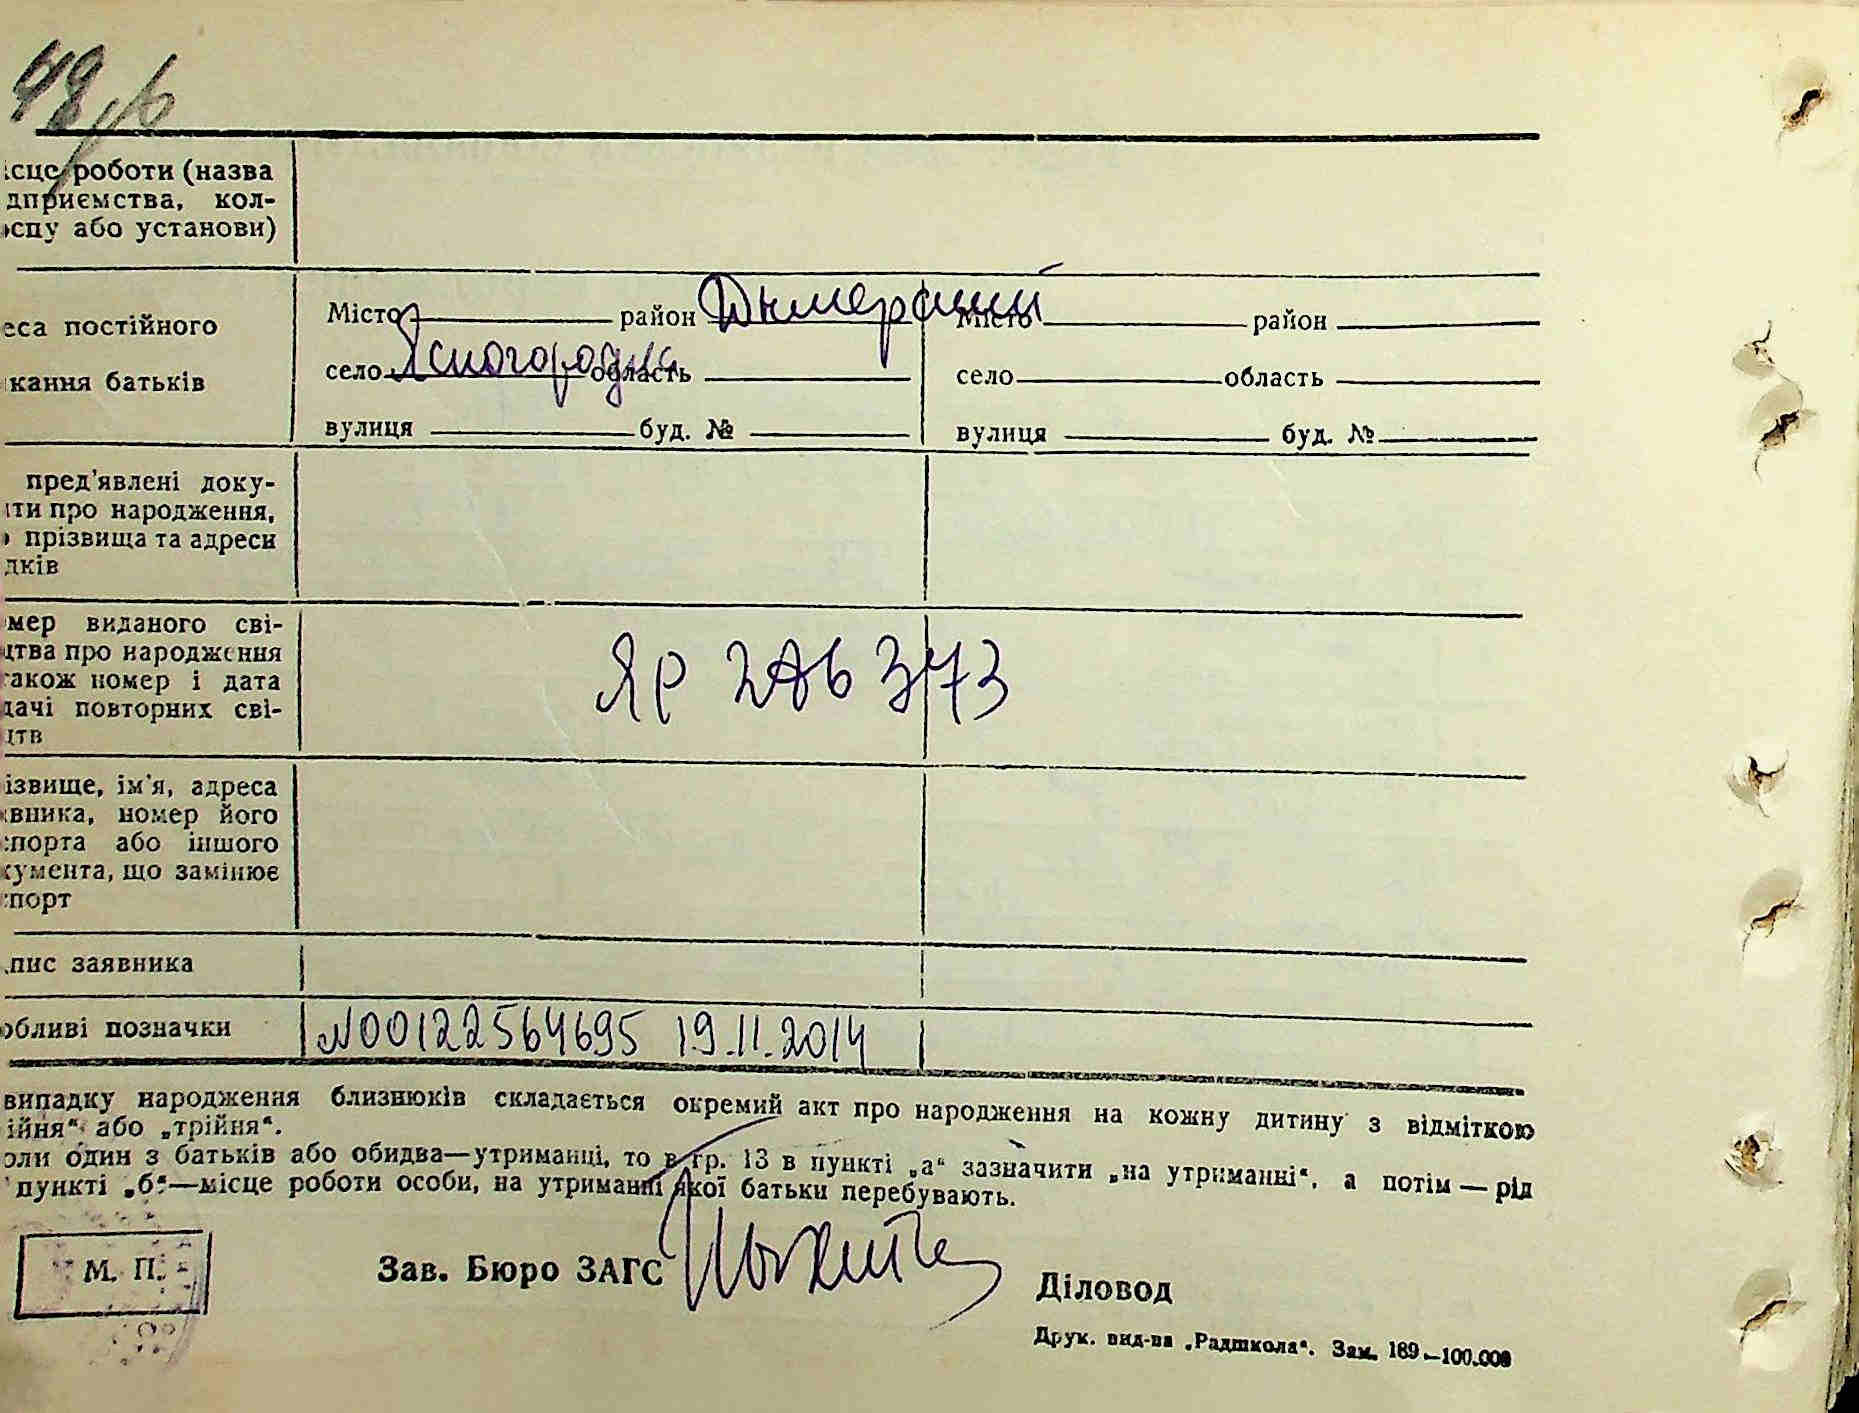 48
ісце роботи (назва
дприємства, кол-
оспу або установи)
Місто район Димерський Місто район
еса постійного
село Ясногородка область село область
кання батьків
вулиця буд. № вулиця буд. №
пред'явлені доку-
нти про народження,
о прізвища та адреси
дків
мер виданого сві-
цтва про народження
також номер і дата
дачі повторних сві-
цтв
ЯР 276373
ізвище, ім'я, адреса
явника, номер його
спорта або іншого
кумента, що замінює
спорт
дпис заявника
обливі позначки №00122564695 19.11.2014
випадку народження близнюків складається окремий акт про народження на кожну дитину з відміткою
ійня“ або „трійня“.
оли один з батьків або обидва—утриманці, то в гр. 13 в пункті „а“ зазначити „на утриманні“, а потім — рід
пункті „б“—місце роботи особи, на утриманні якої батьки перебувають.
М. П.
Зав. Бюро ЗАГС
Діловод
Друк. вид-ва „Радшкола“. Зам. 189—100.000